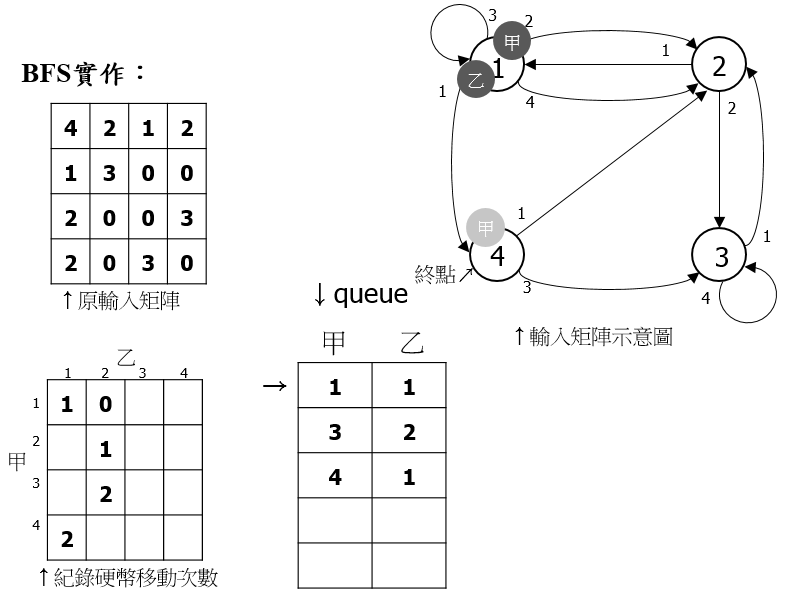 BFS實作：
4 2 1 2
1 3 0 0
2 0 0 3
2 0 3 0
↑原輸入矩陣
乙
1 2 3 4
甲
1 1 0
2 1
3 2
4 2
↑紀錄硬幣移動次數
↓queue
甲 乙
→ 1 1
3 2
4 1
3 2
甲
1
乙
1
4
1
2
2
甲
4
終點↗
1
3
3
4
1
↑輸入矩陣示意圖